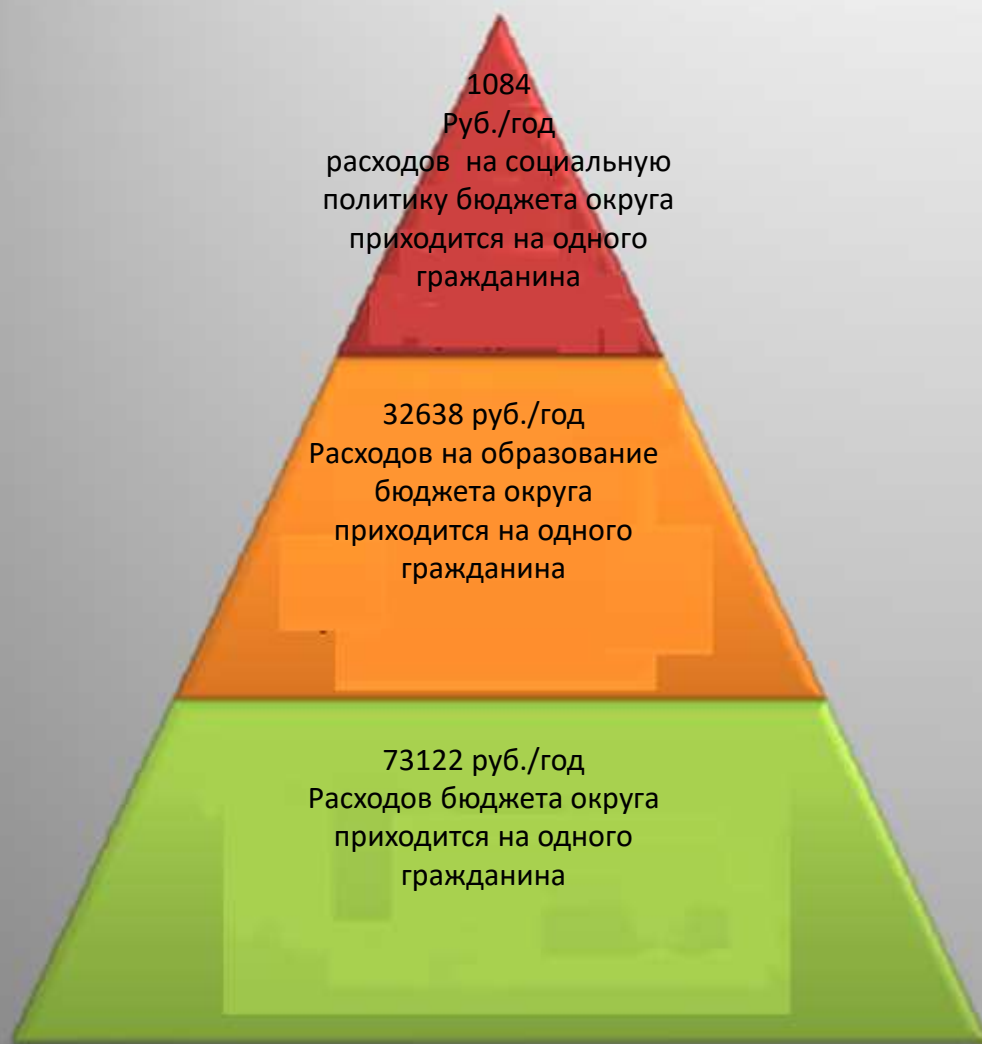 1084
Руб./год
расходов на социальную
политику бюджета округа
приходится на одного
гражданина
32638 руб./год
Расходов на образование
бюджета округа
приходится на одного
гражданина
73122 руб./год
Расходов бюджета округа
приходится на одного
гражданина